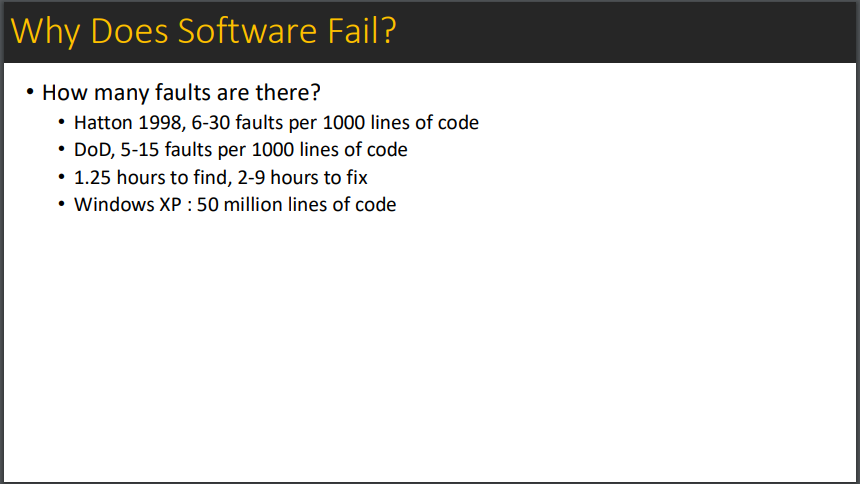 Why Does Software Fail?
• How many faults are there?
• Hatton 1998, 6-30 faults per 1000 lines of code
• DoD, 5-15 faults per 1000 lines of code
• 1.25 hours to find, 2-9 hours to fix
• Windows XP : 50 million lines of code